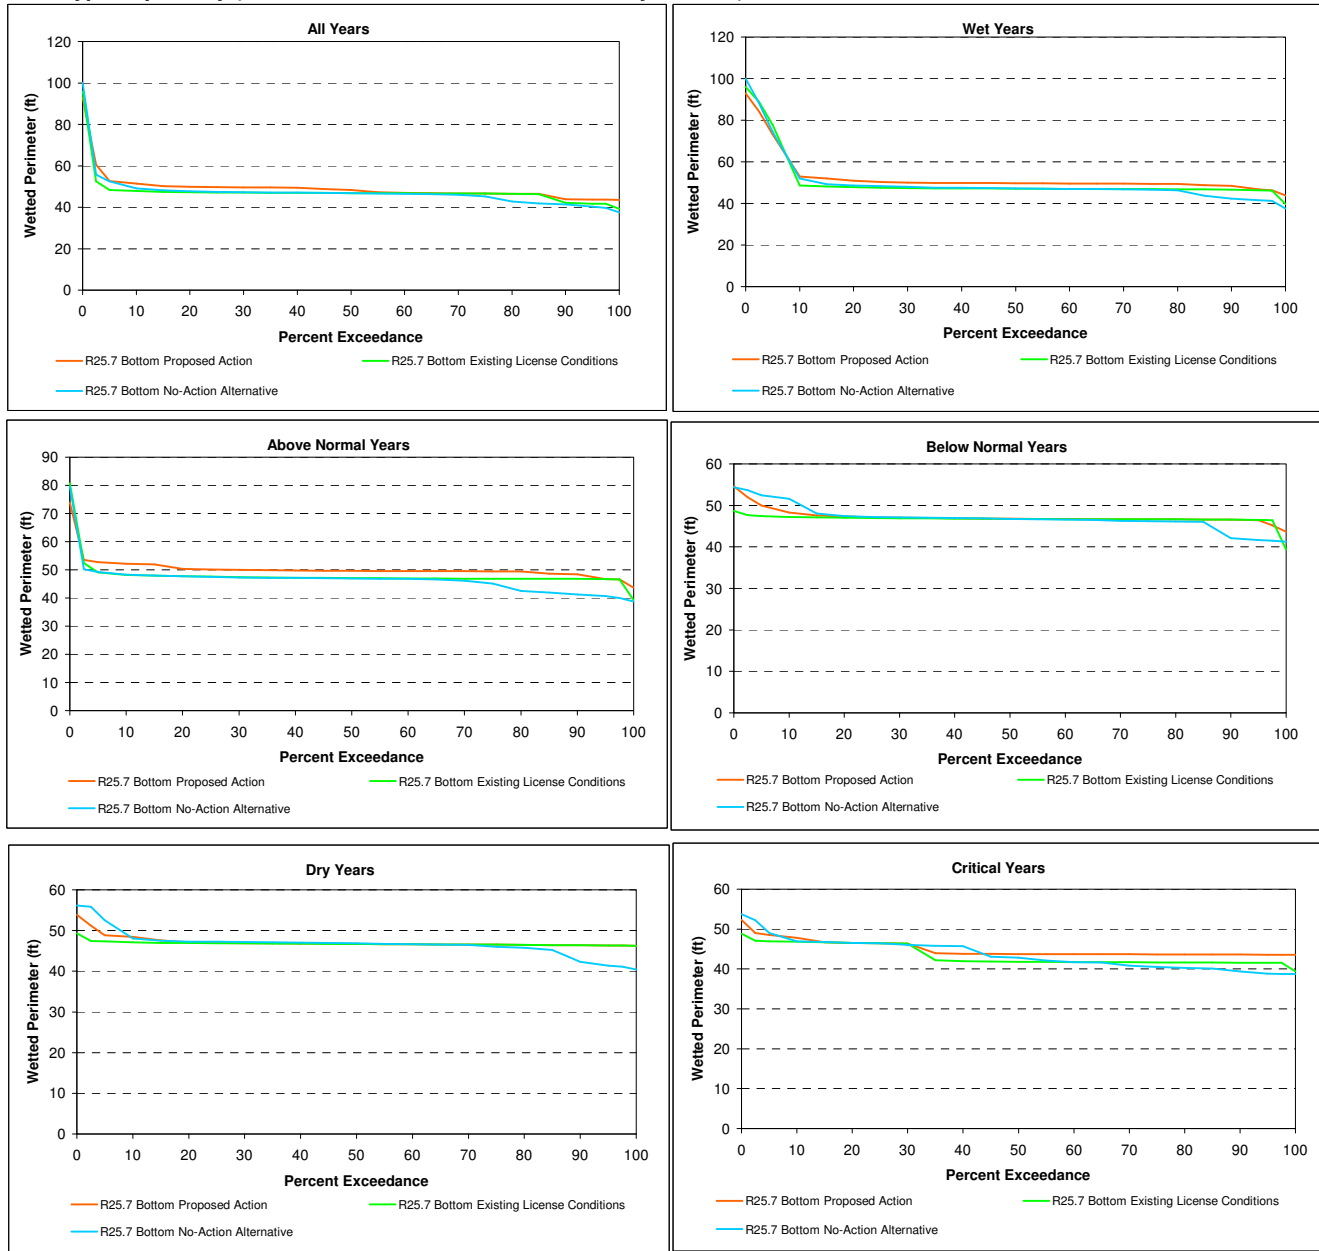 All Years
120
100
80
60
40
20
0
Wetted Perimeter (ft)
0 10 20 30 40 50 60 70 80 90 100
Percent Exceedance
R25.7 Bottom Proposed Action
R25.7 Bottom Existing License Conditions
R25.7 Bottom No-Action Alternative
Wet Years
120
100
80
60
40
20
0
Wetted Perimeter (ft)
0 10 20 30 40 50 60 70 80 90 100
Percent Exceedance
R25.7 Bottom Proposed Action
R25.7 Bottom Existing License Conditions
R25.7 Bottom No-Action Alternative
Above Normal Years
90
80
70
60
50
40
30
20
10
0
Wetted Perimeter (ft)
0 10 20 30 40 50 60 70 80 90 100
Percent Exceedance
R25.7 Bottom Proposed Action
R25.7 Bottom Existing License Conditions
R25.7 Bottom No-Action Alternative
Below Normal Years
60
50
40
30
20
10
0
Wetted Perimeter (ft)
0 10 20 30 40 50 60 70 80 90 100
Percent Exceedance
R25.7 Bottom Proposed Action
R25.7 Bottom Existing License Conditions
R25.7 Bottom No-Action Alternative
Dry Years
60
50
40
30
20
10
0
Wetted Perimeter (ft)
0 10 20 30 40 50 60 70 80 90 100
Percent Exceedance
R25.7 Bottom Proposed Action
R25.7 Bottom Existing License Conditions
R25.7 Bottom No-Action Alternative
Critical Years
60
50
40
30
20
10
0
Wetted Perimeter (ft)
0 10 20 30 40 50 60 70 80 90 100
Percent Exceedance
R25.7 Bottom Proposed Action
R25.7 Bottom Existing License Conditions
R25.7 Bottom No-Action Alternative